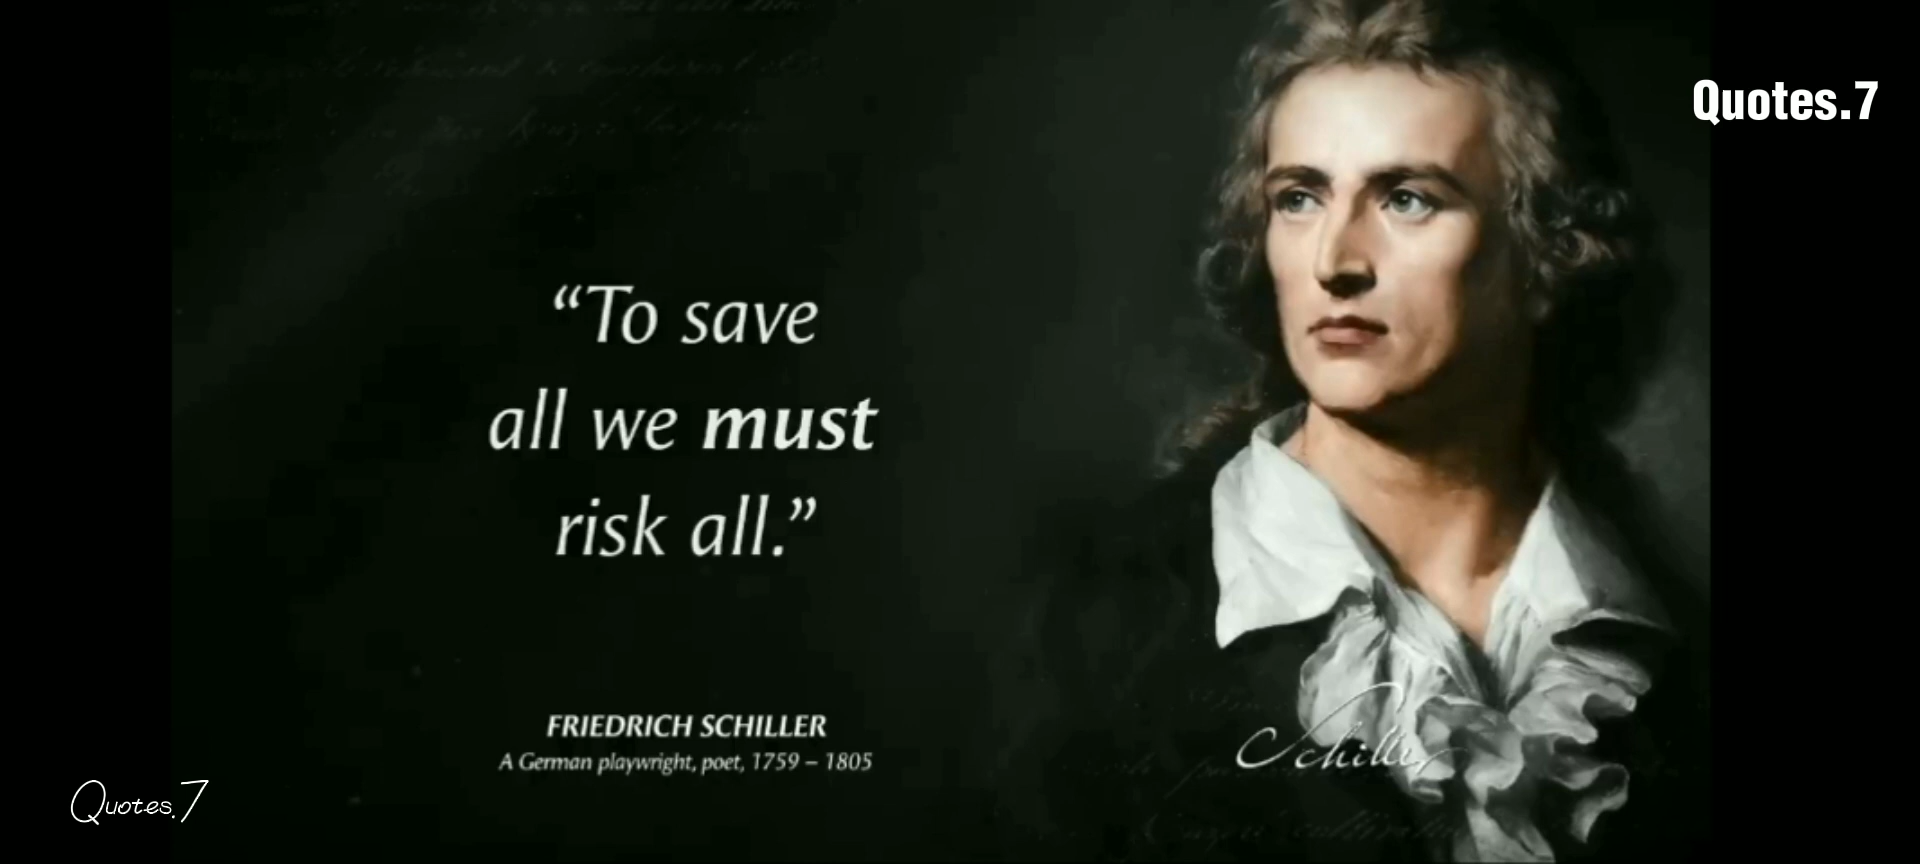 Quotes.7
“To save
all we must
risk all.”
FRIEDRICH SCHILLER
A German playwright, poet, 1759 – 1805
Schiller
Quotes.7